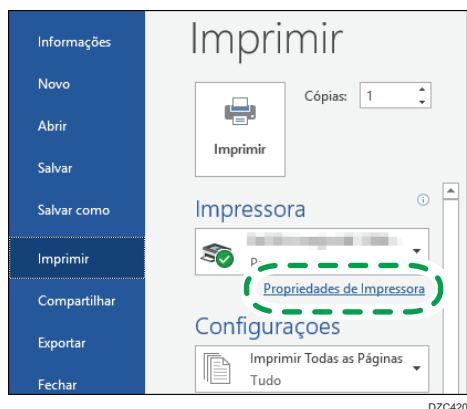 Informações
Novo
Abrir
Salvar
Salvar como
Imprimir
Compartilhar
Exportar
Fechar
Imprimir
Imprimir
Cópias: 1
Impressora
Propriedades de Impressora
Configurações
Imprimir Todas as Páginas
Tudo
DZC420